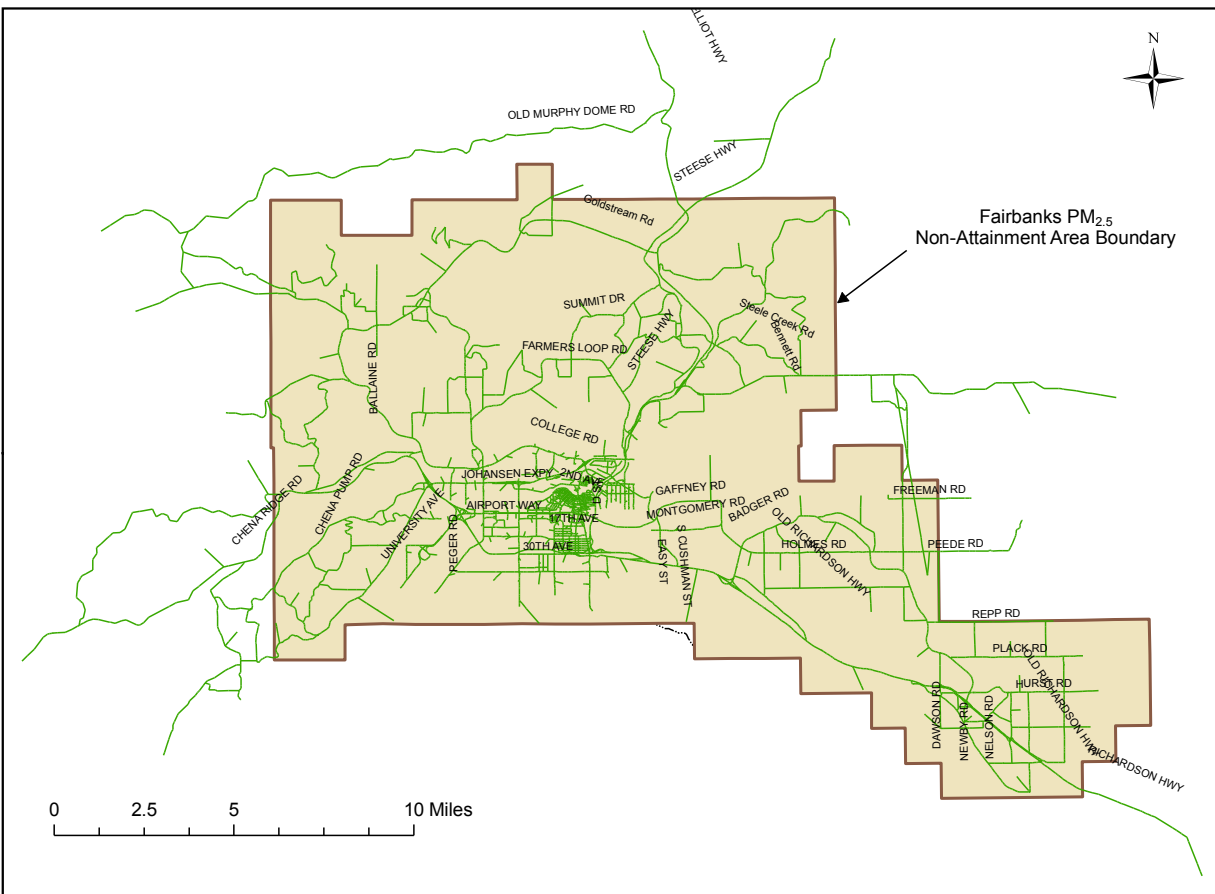 ELLIOT HWY
N
OLD MURPHY DOME RD
STEESE HWY
Goldstream Rd
Fairbanks PM2.5
Non-Attainment Area Boundary
SUMMIT DR
Steele Creek Rd
STEESE HWY
Bennett Rd
FARMERS LOOP RD
BALLAINE RD
COLLEGE RD
JOHANSEN EXPY
2ND AVE
D ST
CHENA RIDGE RD
CHENA PUMP RD
UNIVERSITY AVE
AIRPORT WAY
GAFFNEY RD
MONTGOMERY RD
BADGER RD
FREEMAN RD
17TH AVE
PEGER RD
30TH AVE
EASY ST
S CUSHMAN ST
OLD RICHARDSON HWY
HOLMES RD
PEEDE RD
REPP RD
PLACK RD
OLD RICHARDSON HWY
HURST RD
DAWSON RD
NEWBY RD
NELSON RD
RICHARDSON HWY
0 2.5 5 10 Miles